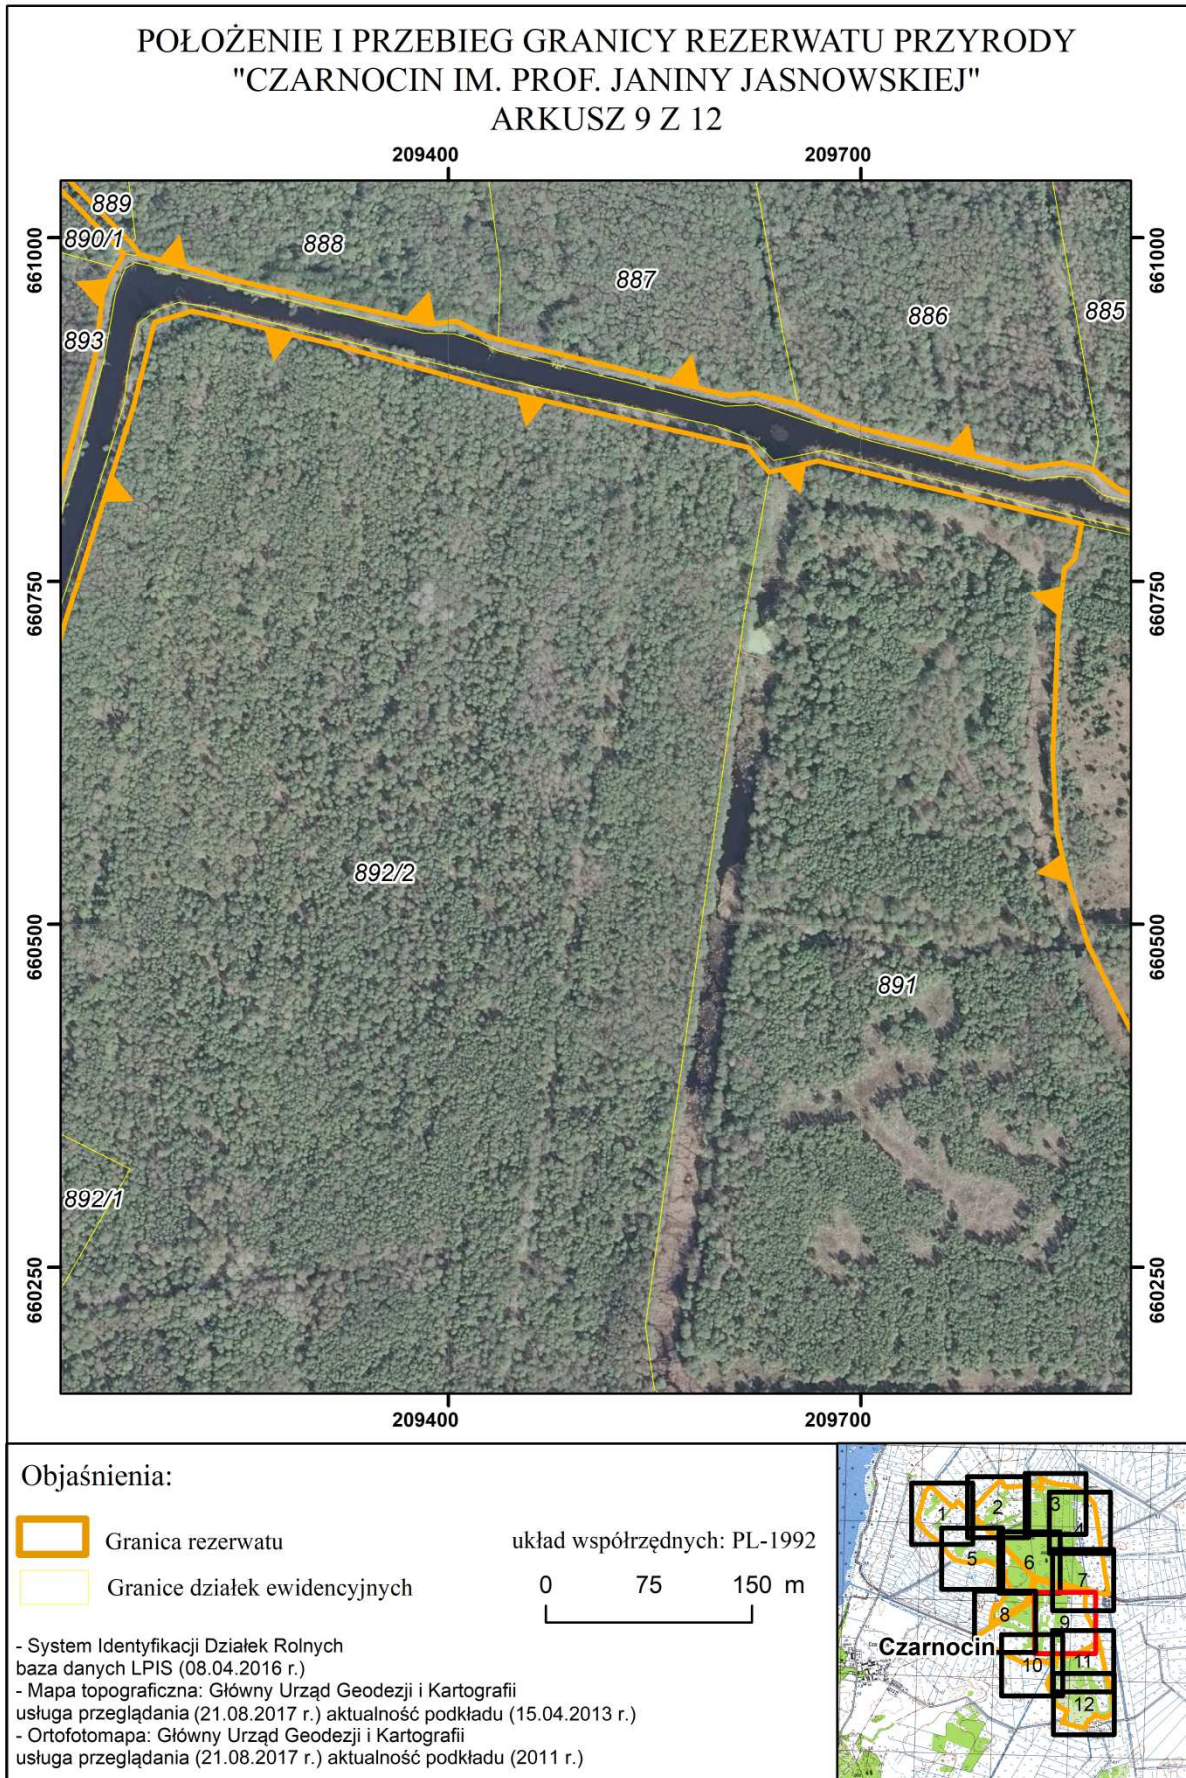 POŁOŻENIE I PRZEBIEG GRANICY REZERWATU PRZYRODY
"CZARNOCIN IM. PROF. JANINY JASNOWSKIEJ"
ARKUSZ 9 Z 12
209400 209700
661000 661000
889
890/1
888
887
886
885
893
660750 660750
892/2
660500 660500
891
892/1
660250 660250
209400 209700
Objaśnienia:
Granica rezerwatu
Granice działek ewidencyjnych
układ współrzędnych: PL-1992
0 75 150 m
- System Identyfikacji Działek Rolnych
baza danych LPIS (08.04.2016 r.)
- Mapa topograficzna: Główny Urząd Geodezji i Kartografii
usługa przeglądania (21.08.2017 r.) aktualność podkładu (15.04.2013 r.)
- Ortofotomapa: Główny Urząd Geodezji i Kartografii
usługa przeglądania (21.08.2017 r.) aktualność podkładu (2011 r.)
1 2 3
4
5 6 7
8 9
Czarnocin
10 11
12